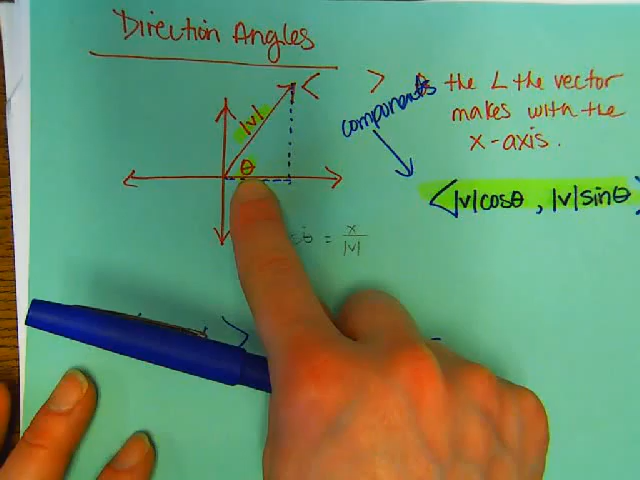 Direction Angles
< > the L the vector
makes with the
x-axis.
components
|v|
θ
<|v|cosθ, |v|sinθ
θ = x/|v|
>